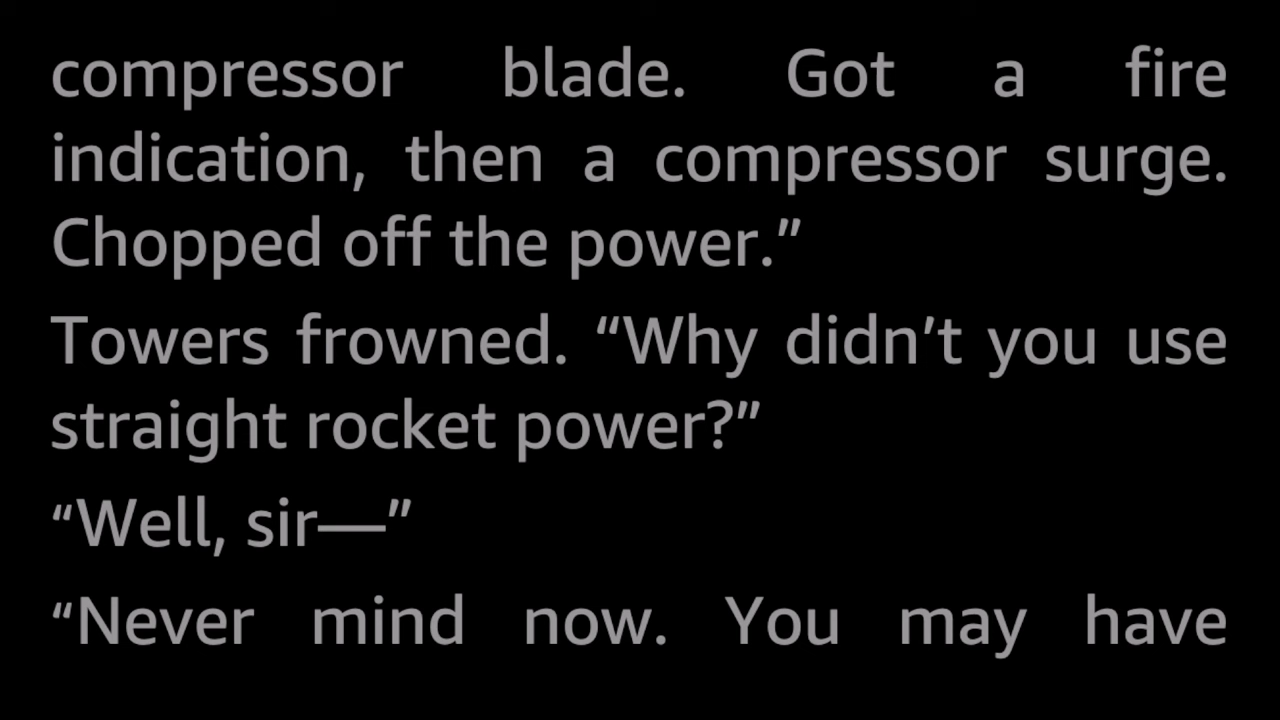 compressor blade. Got a fire
indication, then a compressor surge.
Chopped off the power.”
Towers frowned. “Why didn’t you use
straight rocket power?”
“Well, sir—”
“Never mind now. You may have